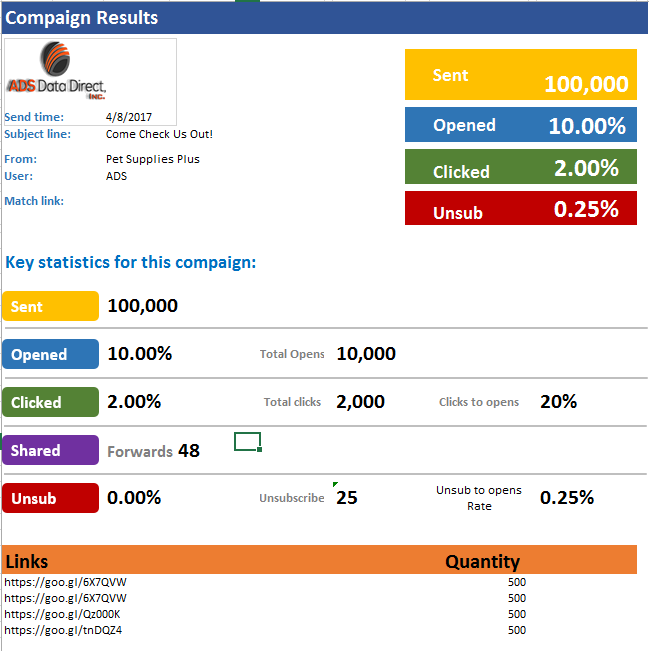 Compaign Results
ADS Data Direct,
INC.
Sent 100,000
Opened 10.00%
Clicked 2.00%
Unsub 0.25%
Send time: 4/8/2017
Subject line: Come Check Us Out!
From: Pet Supplies Plus
User: ADS
Match link:
Key statistics for this compaign:
Sent 100,000
Opened 10.00% Total Opens 10,000
Clicked 2.00% Total clicks 2,000 Clicks to opens 20%
Shared Forwards 48
Unsub 0.00% Unsubscribe 25 Unsub to opens Rate 0.25%
Links Quantity
https://goo.gl/6X7QVW 500
https://goo.gl/6X7QVW 500
https://goo.gl/Qz000K 500
https://goo.gl/tnDQZ4 500